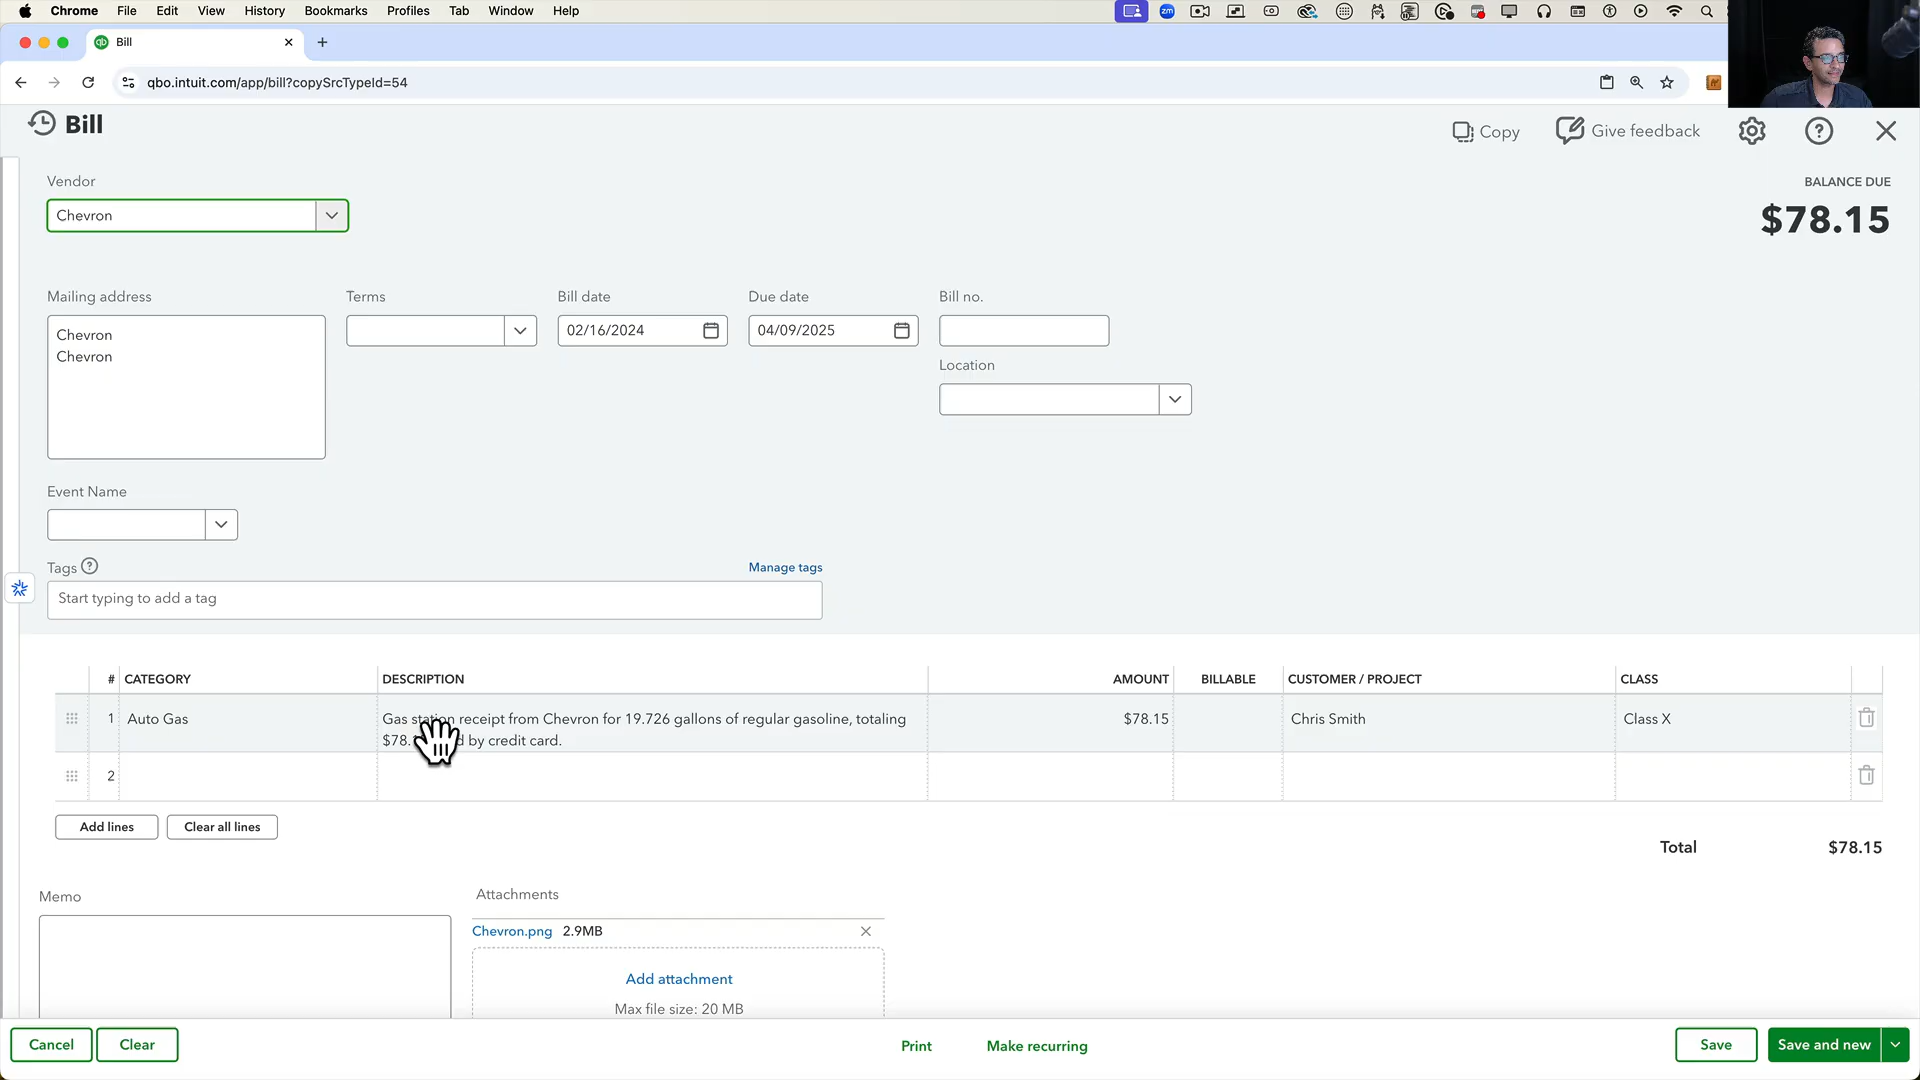 Chrome File Edit View History Bookmarks Profiles Tab Window Help
zm
qb Bill
qbo.intuit.com/app/bill?copySrcTypeId=54
Bill
Copy
Give feedback
Vendor
BALANCE DUE
Chevron
$78.15
Mailing address
Terms
Bill date
Due date
Bill no.
Chevron
Chevron
02/16/2024
04/09/2025
Location
Event Name
Tags
Manage tags
Start typing to add a tag
# CATEGORY DESCRIPTION AMOUNT BILLABLE CUSTOMER / PROJECT CLASS
1 Auto Gas Gas station receipt from Chevron for 19.726 gallons of regular gasoline, totaling $78.15 Chris Smith Class X
by credit card.
2
Add lines
Clear all lines
Total $78.15
Memo
Attachments
Chevron.png 2.9MB
Add attachment
Max file size: 20 MB
Cancel
Clear
Print
Make recurring
Save
Save and new